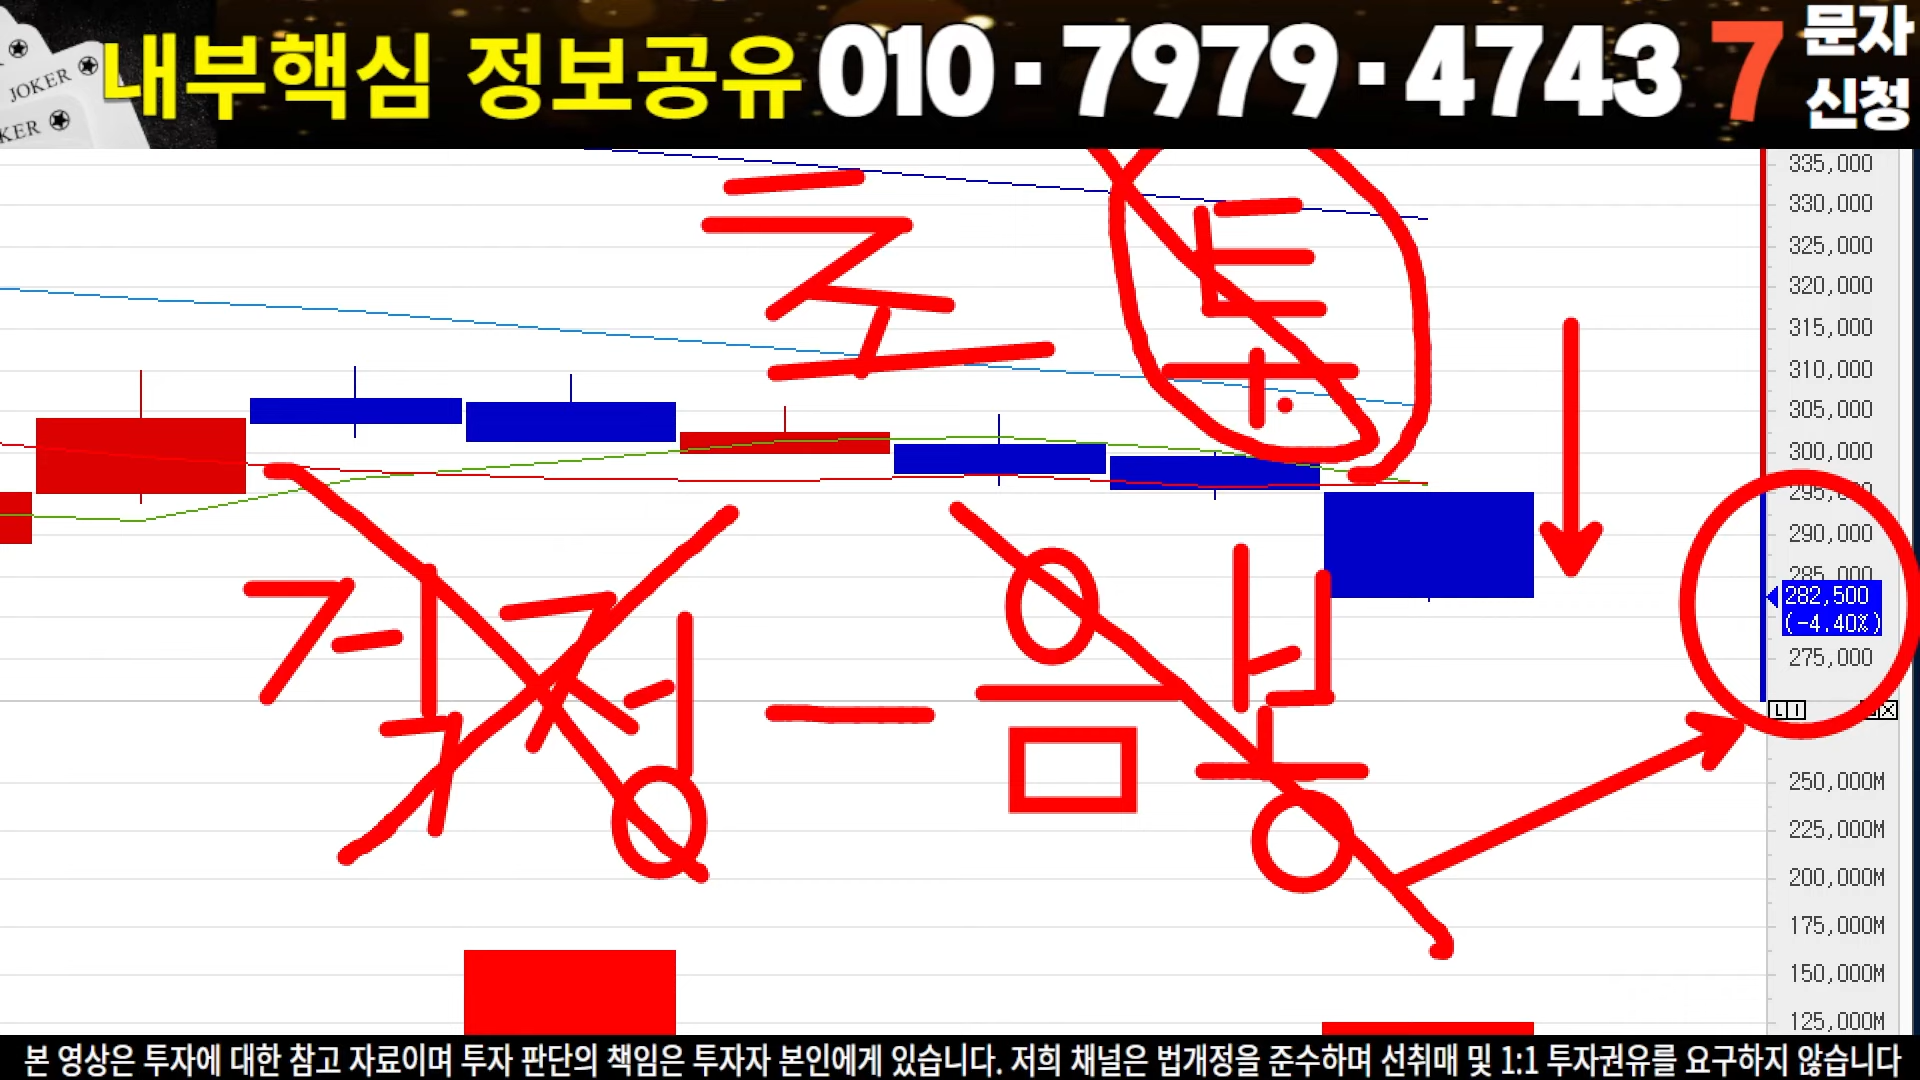 JOKER
KER
내부핵심 정보공유 010·7979·4743 7 문자
신청
335,000
330,000
325,000
320,000
315,000
310,000
305,000
300,000
295,000
290,000
285,000
282,500
(-4.40%)
275,000
조
특
걱정 - 음봉
L I
250,000M
225,000M
200,000M
175,000M
150,000M
125,000M
본 영상은 투자에 대한 참고 자료이며 투자 판단의 책임은 투자자 본인에게 있습니다. 저희 채널은 법개정을 준수하며 선취매 및 1:1 투자권유를 요구하지 않습니다